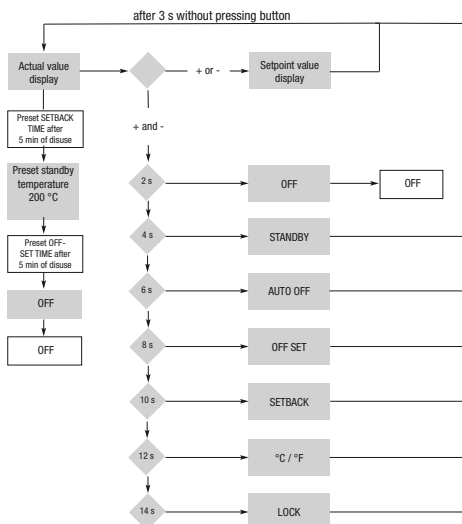 after 3 s without pressing button
Actual value
display
+ or -
Setpoint value
display
Preset SETBACK
TIME after
5 min of disuse
+ and -
Preset standby
temperature
200 °C
2 s
OFF
OFF
Preset OFF-
SET TIME after
5 min of disuse
4 s
STANDBY
OFF
6 s
AUTO OFF
OFF
8 s
OFF SET
10 s
SETBACK
12 s
°C / °F
14 s
LOCK